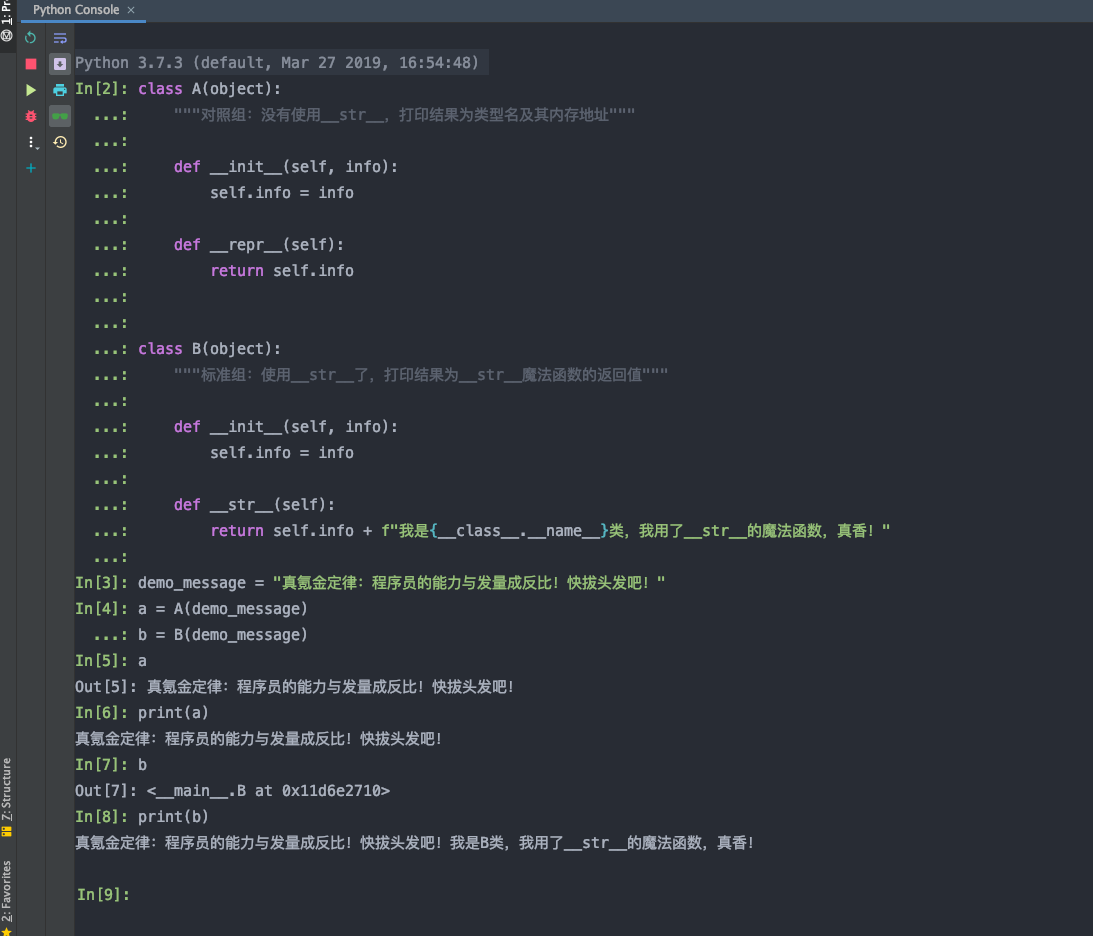 Python Console ×
1: Pr
Python 3.7.3 (default, Mar 27 2019, 16:54:48)
In[2]: class A(object):
...:     """对照组：没有使用__str__，打印结果为类型名及其内存地址"""
...:
...:     def __init__(self, info):
...:         self.info = info
...:
...:     def __repr__(self):
...:         return self.info
...:
...:
...: class B(object):
...:     """标准组：使用__str__了，打印结果为__str__魔法函数的返回值"""
...:
...:     def __init__(self, info):
...:         self.info = info
...:
...:     def __str__(self):
...:         return self.info + f"我是{__class__.__name__}类，我用了__str__的魔法函数，真香！"
...:
In[3]: demo_message = "真氪金定律：程序员的能力与发量成反比！快拔头发吧！"
In[4]: a = A(demo_message)
...: b = B(demo_message)
In[5]: a
Out[5]: 真氪金定律：程序员的能力与发量成反比！快拔头发吧！
In[6]: print(a)
真氪金定律：程序员的能力与发量成反比！快拔头发吧！
In[7]: b
Out[7]: <__main__.B at 0x11d6e2710>
In[8]: print(b)
真氪金定律：程序员的能力与发量成反比！快拔头发吧！我是B类，我用了__str__的魔法函数，真香！
In[9]:
Z: Structure
2: Favorites